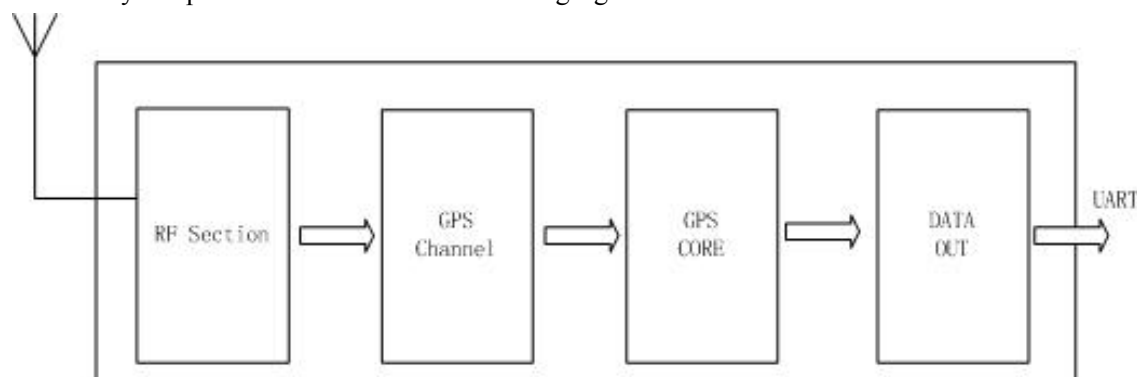 RF Section
GPS
Channel
GPS
CORE
DATA
OUT
UART